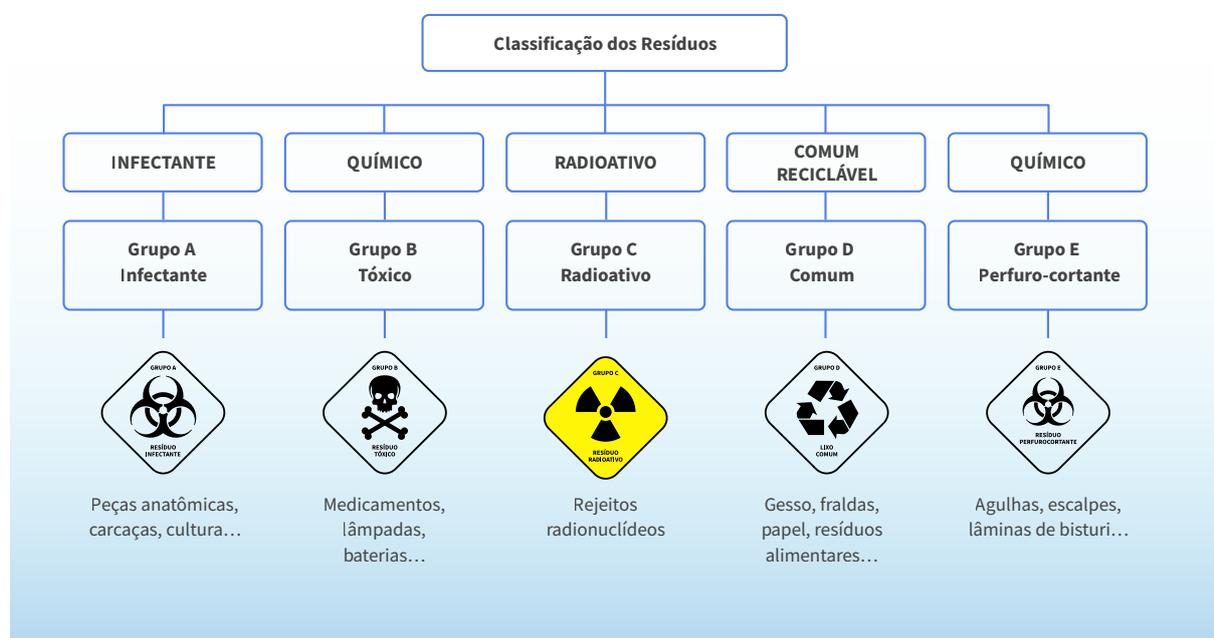 Classificação dos Resíduos
INFECTANTE
QUÍMICO
RADIOATIVO
COMUM
RECICLÁVEL
QUÍMICO
Grupo A
Infectante
Grupo B
Tóxico
Grupo C
Radioativo
Grupo D
Comum
Grupo E
Perfuro-cortante
GRUPO A
RESÍDUO
INFECTANTE
GRUPO B
RESÍDUO
TÓXICO
GRUPO C
RESÍDUO
RADIOATIVO
GRUPO D
LIXO
COMUM
GRUPO E
RESÍDUO
PERFUROCORTANTE
Peças anatômicas,
carcaças, cultura…
Medicamentos,
lâmpadas,
baterias…
Rejeitos
radionuclídeos
Gesso, fraldas,
papel, resíduos
alimentares…
Agulhas, escalpes,
lâminas de bisturi…